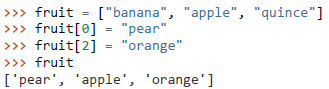 >>> fruit = ["banana", "apple", "quince"]
>>> fruit[0] = "pear"
>>> fruit[2] = "orange"
>>> fruit
['pear', 'apple', 'orange']